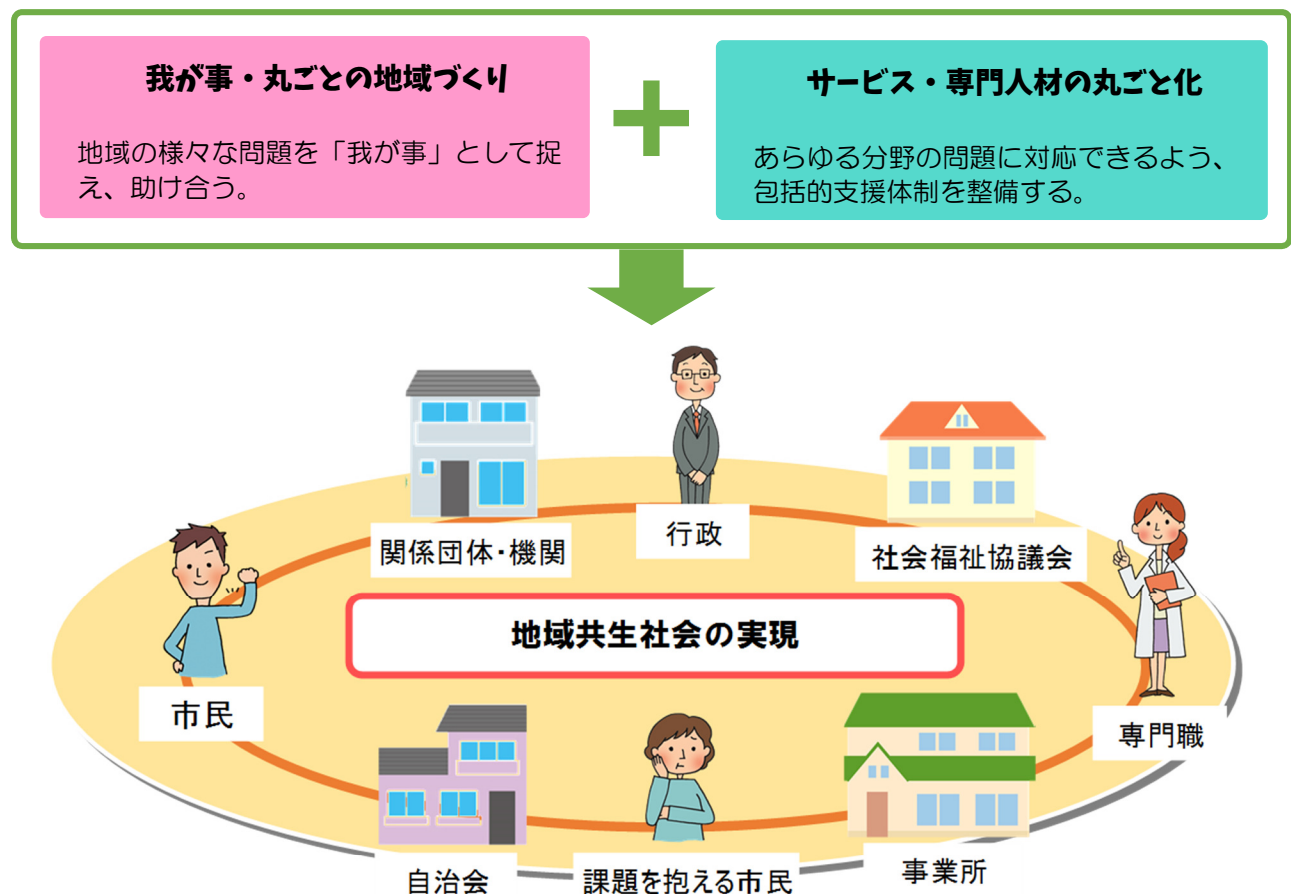 我が事・丸ごとの地域づくり
地域の様々な問題を「我が事」として捉
え、助け合う。
サービス・専門人材の丸ごと化
あらゆる分野の問題に対応できるよう、
包括的支援体制を整備する。
行政
関係団体・機関
社会福祉協議会
地域共生社会の実現
市民
専門職
自治会
課題を抱える市民
事業所